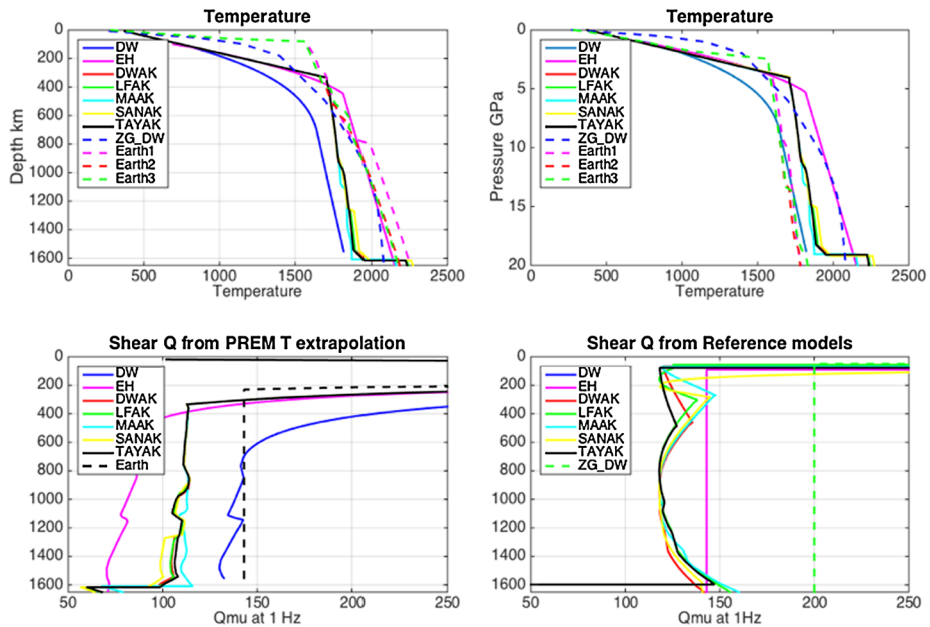 Temperature
0
200
400
600
800
1000
1200
1400
1600
Depth km
DW
EH
DWAK
LFAK
MAAK
SANAK
TAYAK
ZG_DW
Earth1
Earth2
Earth3
0 500 1000 1500 2000 2500
Temperature
Temperature
0
5
10
15
20
Pressure GPa
DW
EH
DWAK
LFAK
MAAK
SANAK
TAYAK
ZG_DW
Earth1
Earth2
Earth3
0 500 1000 1500 2000 2500
Temperature
Shear Q from PREM T extrapolation
0
200
400
600
800
1000
1200
1400
1600
DW
EH
DWAK
LFAK
MAAK
SANAK
TAYAK
Earth
50 100 150 200 250
Qmu at 1 Hz
Shear Q from Reference models
0
200
400
600
800
1000
1200
1400
1600
DW
EH
DWAK
LFAK
MAAK
SANAK
TAYAK
ZG_DW
50 100 150 200 250
Qmu at 1Hz